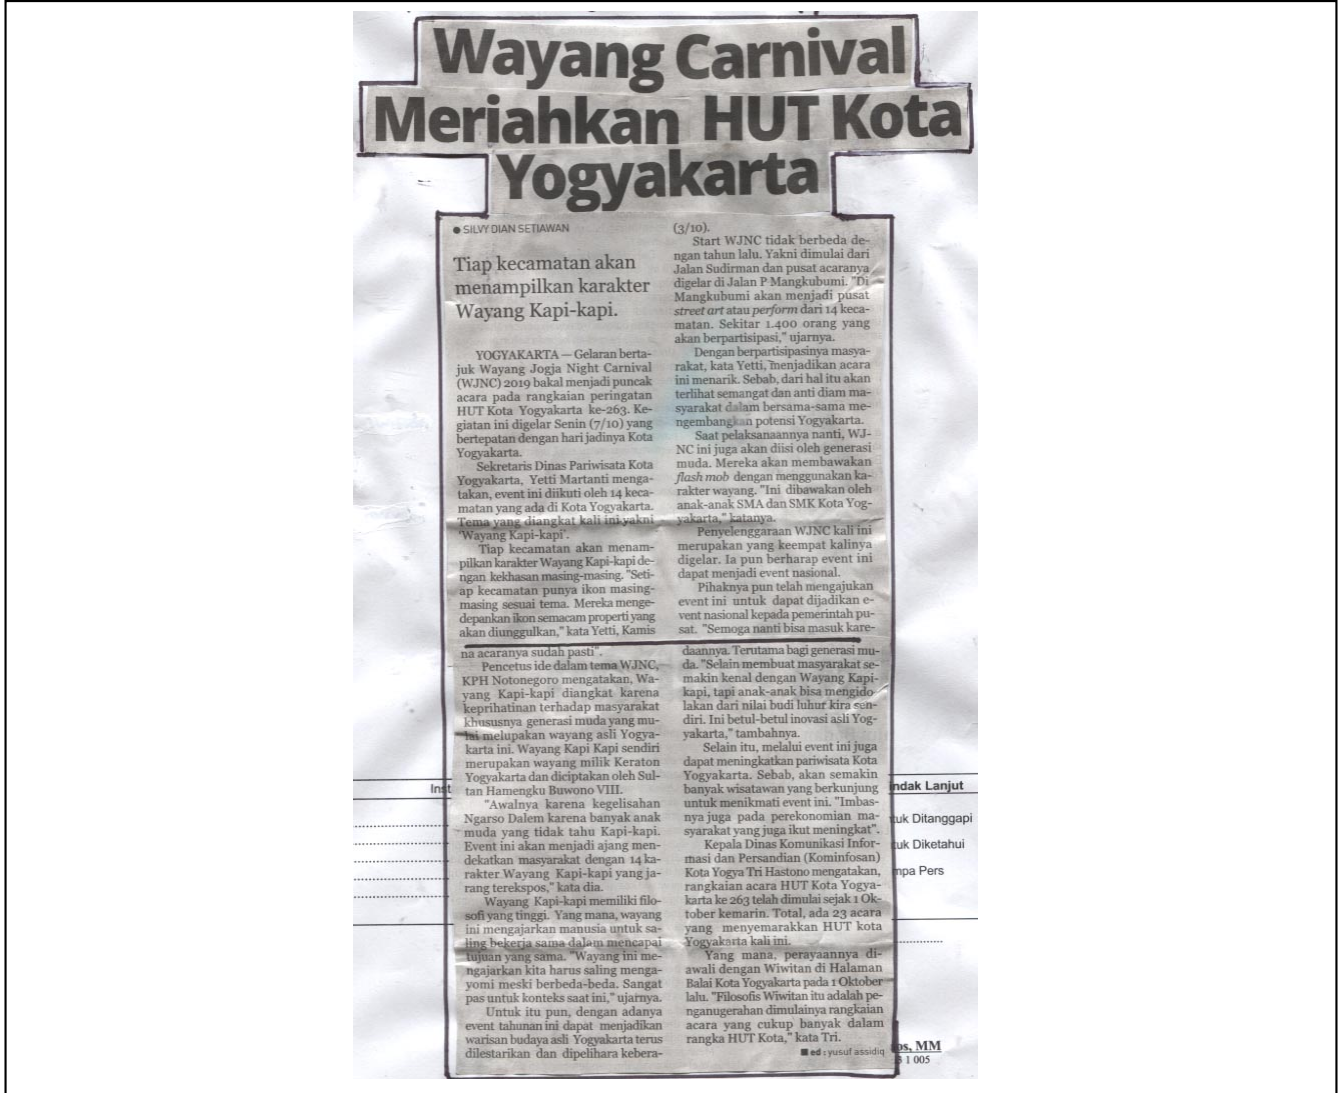 Wayang Carnival
Meriahkan HUT Kota
Yogyakarta
● SILVY DIAN SETIAWAN
Tiap kecamatan akan
menampilkan karakter
Wayang Kapi-kapi.
YOGYAKARTA — Gelaran berta-
juk Wayang Jogja Night Carnival
(WJNC) 2019 bakal menjadi puncak
acara pada rangkaian peringatan
HUT Kota Yogyakarta ke-263. Ke-
giatan ini digelar Senin (7/10) yang
bertepatan dengan hari jadinya Kota
Yogyakarta.
Sekretaris Dinas Pariwisata Kota
Yogyakarta, Yetti Martanti menga-
takan, event ini diikuti oleh 14 keca-
matan yang ada di Kota Yogyakarta.
Tema yang diangkat kali ini yakni
'Wayang Kapi-kapi'.
Tiap kecamatan akan menam-
pilkan karakter Wayang Kapi-kapi de-
ngan kekhasan masing-masing. "Seti-
ap kecamatan punya ikon masing-
masing sesuai tema. Mereka menge-
depankan ikon semacam properti yang
akan diunggulkan," kata Yetti, Kamis
(3/10).
Start WJNC tidak berbeda de-
ngan tahun lalu. Yakni dimulai dari
Jalan Sudirman dan pusat acaranya
digelar di Jalan P Mangkubumi. "Di
Mangkubumi akan menjadi pusat
street art atau perform dari 14 keca-
matan. Sekitar 1.400 orang yang
akan berpartisipasi," ujarnya.
Dengan berpartisipasinya masya-
rakat, kata Yetti, menjadikan acara
ini menarik. Sebab, dari hal itu akan
terlihat semangat dan anti diam ma-
syarakat dalam bersama-sama me-
ngembangkan potensi Yogyakarta.
Saat pelaksanaannya nanti, WJ-
NC ini juga akan diisi oleh generasi
muda. Mereka akan membawakan
flash mob dengan menggunakan ka-
rakter wayang. "Ini dibawakan oleh
anak-anak SMA dan SMK Kota Yog-
yakarta," katanya.
Penyelenggaraan WJNC kali ini
merupakan yang keempat kalinya
digelar. Ia pun berharap event ini
dapat menjadi event nasional.
Pihaknya pun telah mengajukan
event ini untuk dapat dijadikan e-
vent nasional kepada pemerintah pu-
sat. "Semoga nanti bisa masuk kare-
na acaranya sudah pasti".
Pencetus ide dalam tema WJNC,
KPH Notonegoro mengatakan, Wa-
yang Kapi-kapi diangkat karena
keprihatinan terhadap masyarakat
khususnya generasi muda yang mu-
lai melupakan wayang asli Yogya-
karta ini. Wayang Kapi Kapi sendiri
merupakan wayang milik Keraton
Yogyakarta dan diciptakan oleh Sul-
tan Hamengku Buwono VIII.
"Awalnya karena kegelisahan
Ngarso Dalem karena banyak anak
muda yang tidak tahu Kapi-kapi.
Event ini akan menjadi ajang men-
dekatkan masyarakat dengan 14 ka-
rakter Wayang Kapi-kapi yang ja-
rang terekspos," kata dia.
Wayang Kapi-kapi memiliki filo-
sofi yang tinggi. Yang mana, wayang
ini mengajarkan manusia untuk sa-
ling bekerja sama dalam mencapai
tujuan yang sama. "Wayang ini me-
ngajarkan kita harus saling menga-
yomi meski berbeda-beda. Sangat
pas untuk konteks saat ini," ujarnya.
Untuk itu pun, dengan adanya
event tahunan ini dapat menjadikan
warisan budaya asli Yogyakarta terus
dilestarikan dan dipelihara kebera-
daannya. Terutama bagi generasi mu-
da. "Selain membuat masyarakat se-
makin kenal dengan Wayang Kapi-
kapi, tapi anak-anak bisa mengido
lakan dari nilai budi luhur kira sen-
diri. Ini betul-betul inovasi asli Yog-
yakarta," tambahnya.
Selain itu, melalui event ini juga
dapat meningkatkan pariwisata Kota
Yogyakarta. Sebab, akan semakin
banyak wisatawan yang berkunjung
untuk menikmati event ini. "Imbas-
nya juga pada perekonomian ma-
syarakat yang juga ikut meningkat".
Kepala Dinas Komunikasi Infor-
masi dan Persandian (Kominfosan)
Kota Yogya Tri Hastono mengatakan,
rangkaian acara HUT Kota Yogya-
karta ke 263 telah dimulai sejak 1 Ok-
tober kemarin. Total, ada 23 acara
yang menyemarakkan HUT kota
Yogyakarta kali ini.
Yang mana, perayaannya di-
awali dengan Wiwitan di Halaman
Balai Kota Yogyakarta pada 1 Oktober
lalu. "Filosofis Wiwitan itu adalah pe-
nganugerahan dimulainya rangkaian
acara yang cukup banyak dalam
rangka HUT Kota," kata Tri.
■ ed : yusuf assidiq
Inst
ndak Lanjut
tuk Ditanggapi
tuk Diketahui
mpa Pers
os, MM
3 1 005